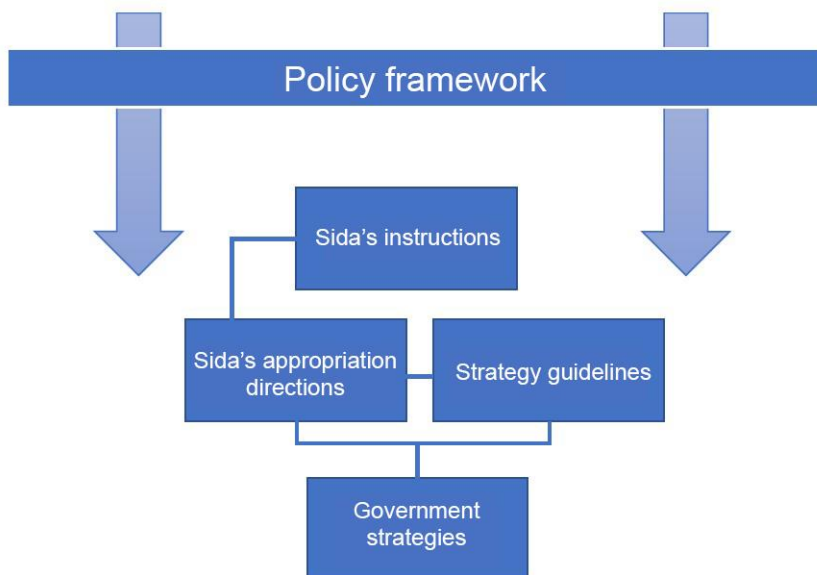 Policy framework
Sida’s instructions
Sida’s appropriation
directions
Strategy guidelines
Government
strategies